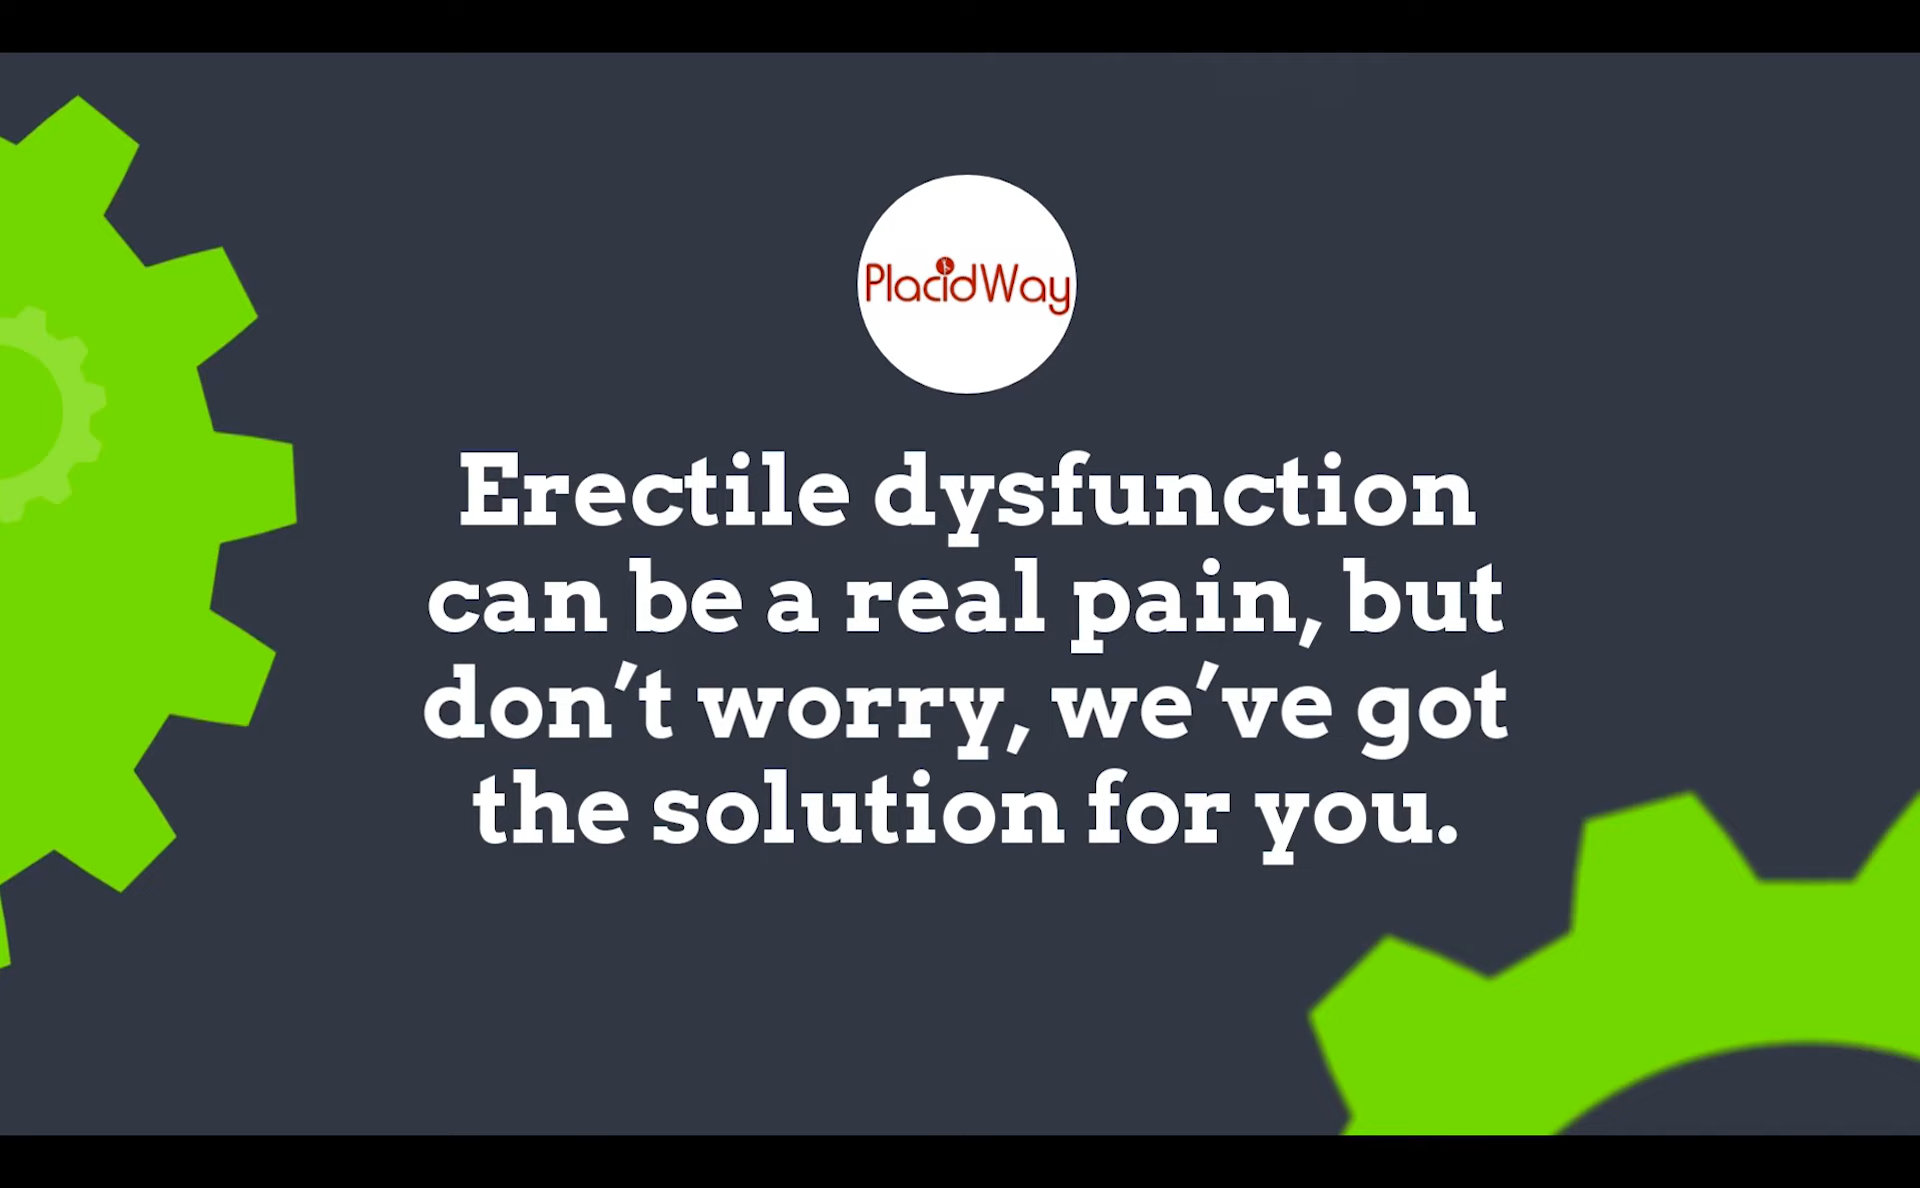 PlacidWay
Erectile dysfunction
can be a real pain, but
don’t worry, we’ve got
the solution for you.